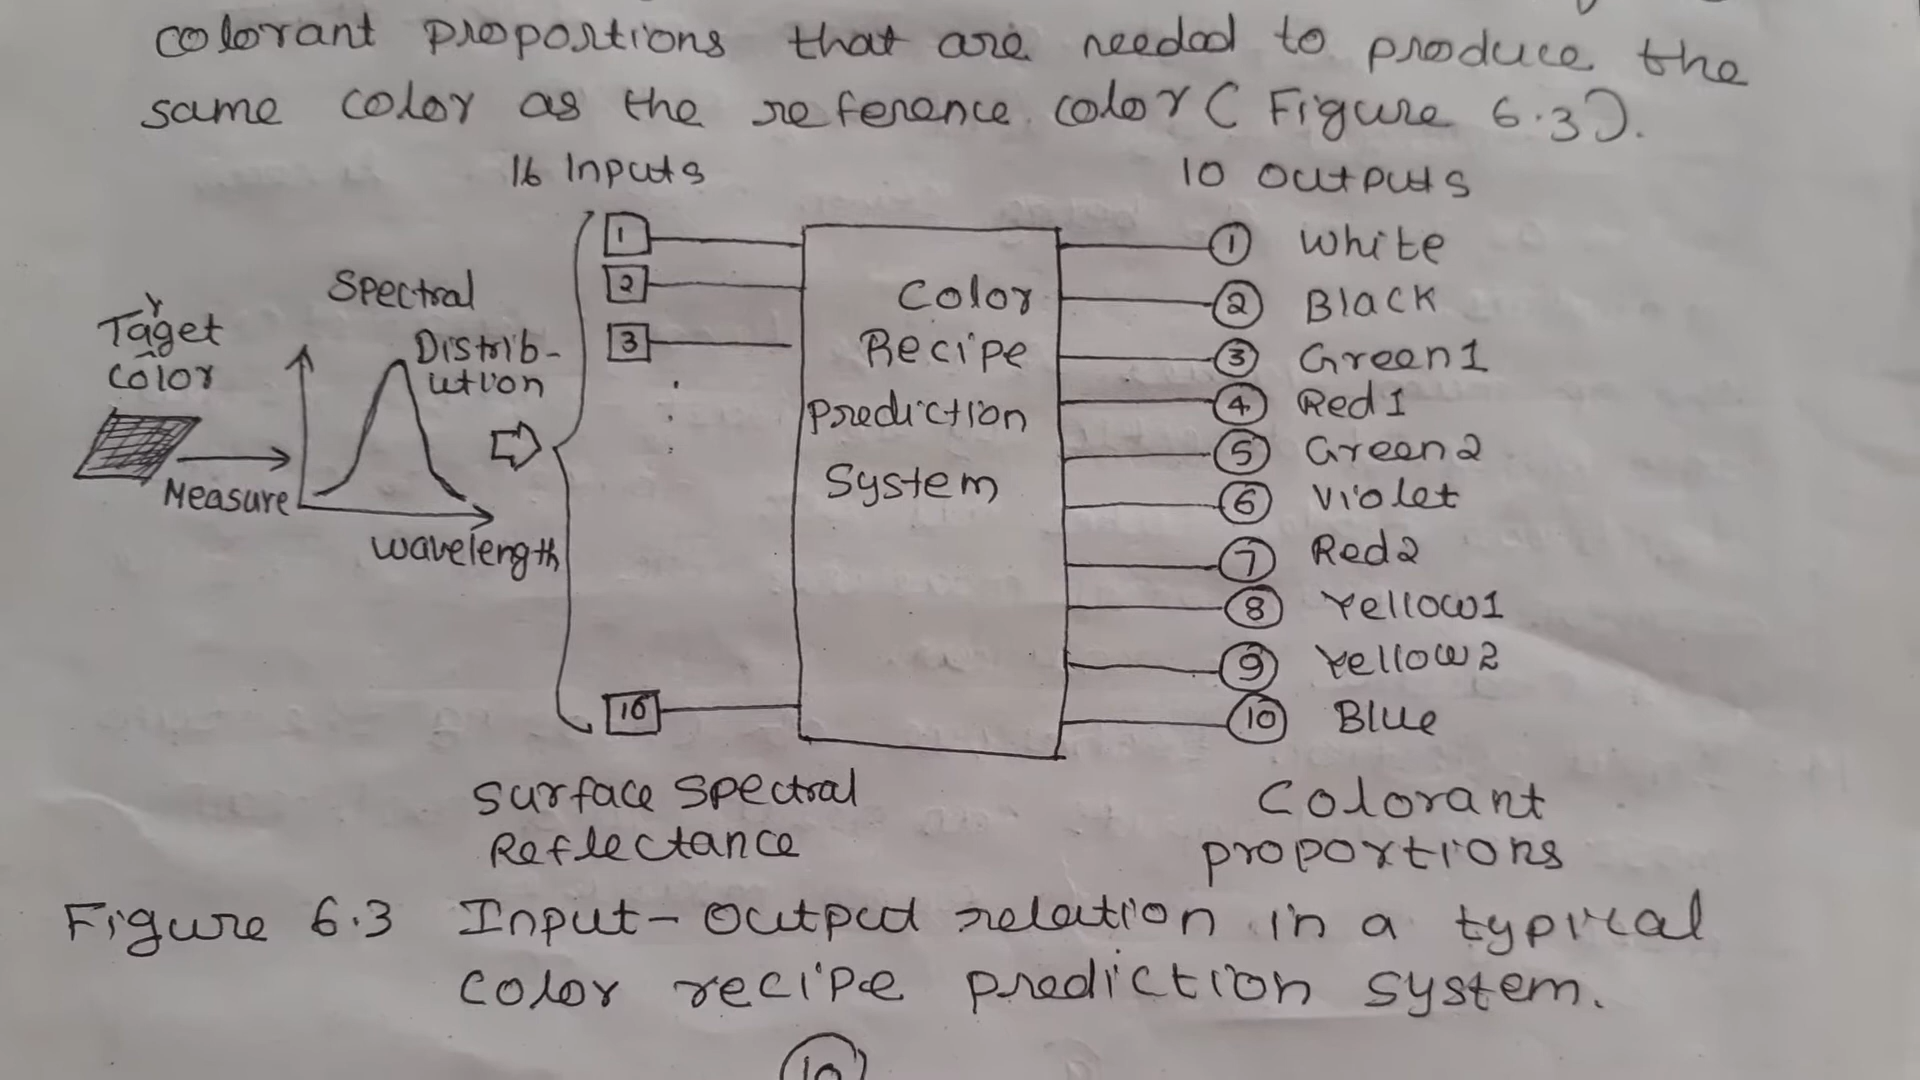 colorant proportions that are needed to produce the
same color as the reference color ( Figure 6.3).
16 Inputs
10 outputs
1
2
3
16
Target
color
Measure
Spectral
Distrib-
ution
wavelength
Color
Recipe
prediction
System
1 White
2 Black
3 Green1
4 Red1
5 Green2
6 Violet
7 Red2
8 Yellow1
9 Yellow2
10 Blue
Surface Spectral
Reflectance
Colorant
proportions
Figure 6.3 Input-output relation in a typical
color recipe prediction system.
10